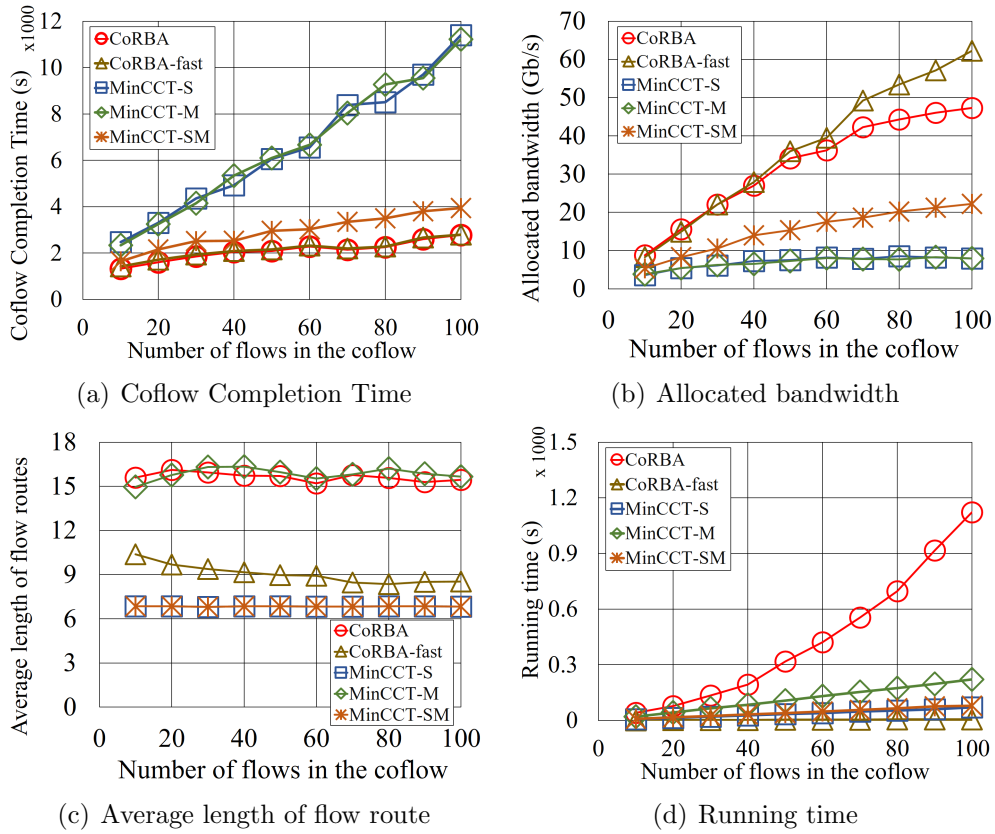 x1000
12
10
8
6
4
2
0
Coflow Completion Time (s)
CoRBA
CoRBA-fast
MinCCT-S
MinCCT-M
MinCCT-SM
0 20 40 60 80 100
Number of flows in the coflow
(a) Coflow Completion Time
70
60
50
40
30
20
10
0
Allocated bandwidth (Gb/s)
CoRBA
CoRBA-fast
MinCCT-S
MinCCT-M
MinCCT-SM
0 20 40 60 80 100
Number of flows in the coflow
(b) Allocated bandwidth
18
15
12
9
6
3
0
Average length of flow routes
CoRBA
CoRBA-fast
MinCCT-S
MinCCT-M
MinCCT-SM
0 20 40 60 80 100
Number of flows in the coflow
(c) Average length of flow route
x 1000
1.5
1.2
0.9
0.6
0.3
0
Running time (s)
CoRBA
CoRBA-fast
MinCCT-S
MinCCT-M
MinCCT-SM
0 20 40 60 80 100
Number of flows in the coflow
(d) Running time